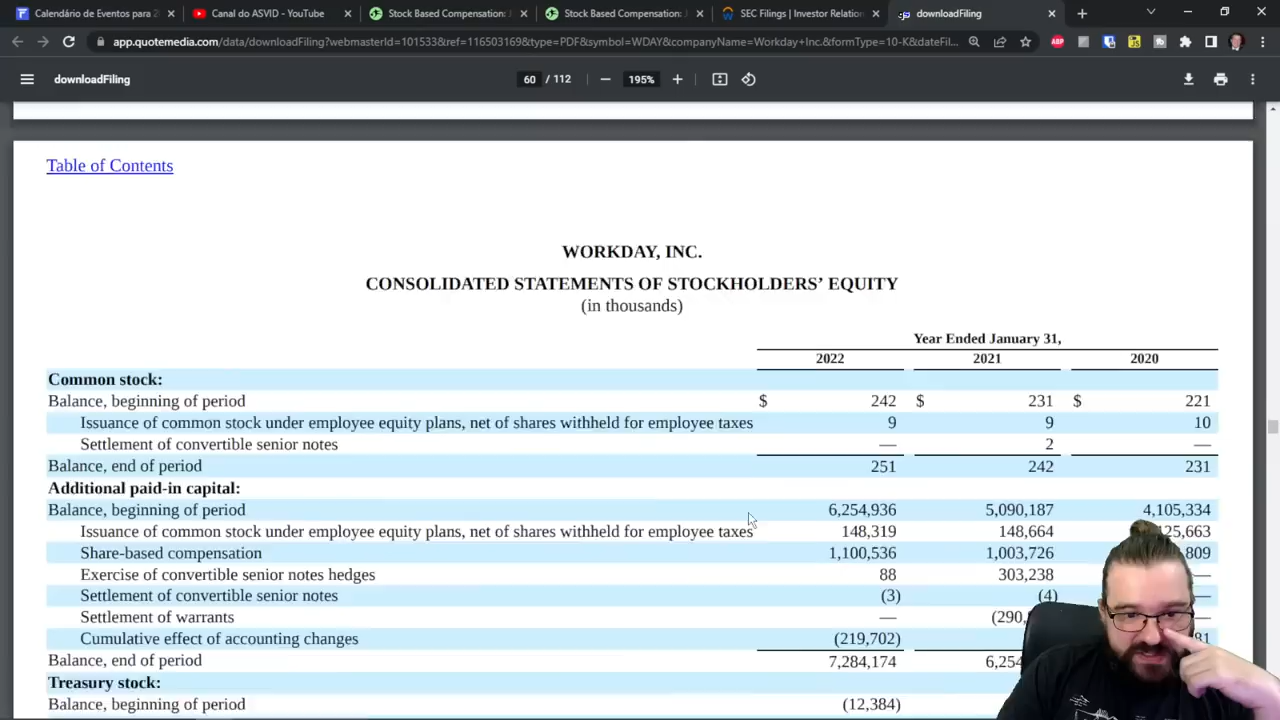 Calendário de Eventos para 2
Canal do ASVID - YouTube
Stock Based Compensation:
Stock Based Compensation:
SEC Filings | Investor Relation
downloadFiling
app.quotemedia.com/data/downloadFiling?webmasterId=101533&ref=116503169&type=PDF&symbol=WDAY&companyName=Workday+Inc.&formType=10-K&dateFil...
downloadFiling
60 / 112
195%
Table of Contents
WORKDAY, INC.
CONSOLIDATED STATEMENTS OF STOCKHOLDERS' EQUITY
(in thousands)
Year Ended January 31,
2022 2021 2020
Common stock:
Balance, beginning of period $ 242 $ 231 $ 221
Issuance of common stock under employee equity plans, net of shares withheld for employee taxes 9 9 10
Settlement of convertible senior notes — 2 —
Balance, end of period 251 242 231
Additional paid-in capital:
Balance, beginning of period 6,254,936 5,090,187 4,105,334
Issuance of common stock under employee equity plans, net of shares withheld for employee taxes 148,319 148,664
Share-based compensation 1,100,536 1,003,726
Exercise of convertible senior notes hedges 88 303,238 —
Settlement of convertible senior notes (3) (4) —
Settlement of warrants — —
Cumulative effect of accounting changes (219,702)
Balance, end of period 7,284,174
Treasury stock:
Balance, beginning of period (12,384)